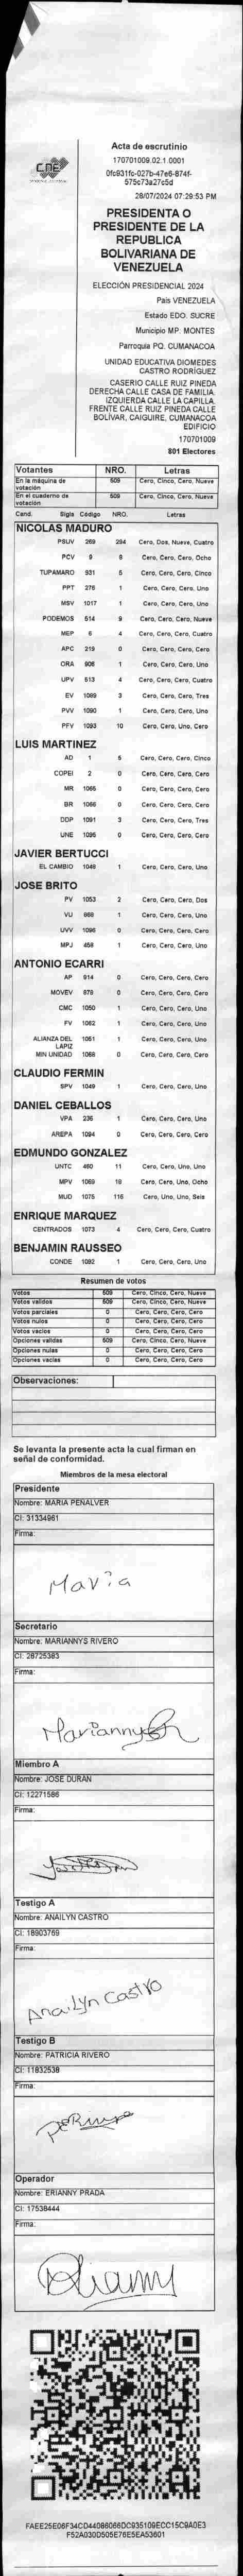 CNE
Acta de escrutinio
170701009.02.1.0001
0fc931fc-027b-47e6-874f-
575c73a27c5d
28/07/2024 07:29:53 PM
PRESIDENTA O
PRESIDENTE DE LA
REPUBLICA
BOLIVARIANA DE
VENEZUELA
ELECCIÓN PRESIDENCIAL 2024
País VENEZUELA
Estado EDO. SUCRE
Municipio MP. MONTES
Parroquia PQ. CUMANACOA
UNIDAD EDUCATIVA DIOMEDES
CASTRO RODRÍGUEZ
CASERIO CALLE RUIZ PINEDA
DERECHA CALLE CASA DE FAMILIA.
IZQUIERDA CALLE LA CAPILLA.
FRENTE CALLE RUIZ PINEDA CALLE
BOLÍVAR, CAIGUIRE, CUMANACOA
EDIFICIO
170701009
801 Electores
Votantes NRO. Letras
En la máquina de votación 509 Cero, Cinco, Cero, Nueve
En el cuaderno de votación 509 Cero, Cinco, Cero, Nueve
Cand. Sigla Código NRO. Letras
NICOLAS MADURO
PSUV 269 294 Cero, Dos, Nueve, Cuatro
PCV 9 8 Cero, Cero, Cero, Ocho
TUPAMARO 931 5 Cero, Cero, Cero, Cinco
PPT 276 1 Cero, Cero, Cero, Uno
MSV 1017 1 Cero, Cero, Cero, Uno
PODEMOS 514 9 Cero, Cero, Cero, Nueve
MEP 6 4 Cero, Cero, Cero, Cuatro
APC 219 0 Cero, Cero, Cero, Cero
ORA 906 1 Cero, Cero, Cero, Uno
UPV 513 4 Cero, Cero, Cero, Cuatro
EV 1089 3 Cero, Cero, Cero, Tres
PVV 1090 1 Cero, Cero, Cero, Uno
PFV 1093 10 Cero, Cero, Uno, Cero
LUIS MARTINEZ
AD 1 5 Cero, Cero, Cero, Cinco
COPEI 2 0 Cero, Cero, Cero, Cero
MR 1065 0 Cero, Cero, Cero, Cero
BR 1066 0 Cero, Cero, Cero, Cero
DDP 1091 3 Cero, Cero, Cero, Tres
UNE 1095 0 Cero, Cero, Cero, Cero
JAVIER BERTUCCI
EL CAMBIO 1048 1 Cero, Cero, Cero, Uno
JOSE BRITO
PV 1053 2 Cero, Cero, Cero, Dos
VU 868 1 Cero, Cero, Cero, Uno
UVV 1096 0 Cero, Cero, Cero, Cero
MPJ 458 1 Cero, Cero, Cero, Uno
ANTONIO ECARRI
AP 914 0 Cero, Cero, Cero, Cero
MOVEV 879 0 Cero, Cero, Cero, Cero
CMC 1050 1 Cero, Cero, Cero, Uno
FV 1062 1 Cero, Cero, Cero, Uno
ALIANZA DEL LAPIZ 1051 1 Cero, Cero, Cero, Uno
MIN UNIDAD 1068 0 Cero, Cero, Cero, Cero
CLAUDIO FERMIN
SPV 1049 1 Cero, Cero, Cero, Uno
DANIEL CEBALLOS
VPA 236 1 Cero, Cero, Cero, Uno
AREPA 1094 0 Cero, Cero, Cero, Cero
EDMUNDO GONZALEZ
UNTC 460 11 Cero, Cero, Uno, Uno
MPV 1069 18 Cero, Cero, Uno, Ocho
MUD 1075 116 Cero, Uno, Uno, Seis
ENRIQUE MARQUEZ
CENTRADOS 1073 4 Cero, Cero, Cero, Cuatro
BENJAMIN RAUSSEO
CONDE 1092 1 Cero, Cero, Cero, Uno
Resumen de votos
Votos 509 Cero, Cinco, Cero, Nueve
Votos validos 509 Cero, Cinco, Cero, Nueve
Votos parciales 0 Cero, Cero, Cero, Cero
Votos nulos 0 Cero, Cero, Cero, Cero
Votos vacios 0 Cero, Cero, Cero, Cero
Opciones validas 509 Cero, Cinco, Cero, Nueve
Opciones nulas 0 Cero, Cero, Cero, Cero
Opciones vacias 0 Cero, Cero, Cero, Cero
Observaciones:
Se levanta la presente acta la cual firman en
señal de conformidad.
Miembros de la mesa electoral
Presidente
Nombre: MARIA PEÑALVER
CI: 31334961
Firma:
Maria
Secretario
Nombre: MARIANNYS RIVERO
CI: 28725383
Firma:
Mariannys R
Miembro A
Nombre: JOSE DURAN
CI: 12271586
Firma:
Testigo A
Nombre: ANAILYN CASTRO
CI: 18903769
Firma:
Anailyn Castro
Testigo B
Nombre: PATRICIA RIVERO
CI: 11832538
Firma:
Operador
Nombre: ERIANNY PRADA
CI: 17538444
Firma:
FAEE25E06F34CD44086066DC935109ECC15C9A0E3
F52A030D505E76E5EA53601